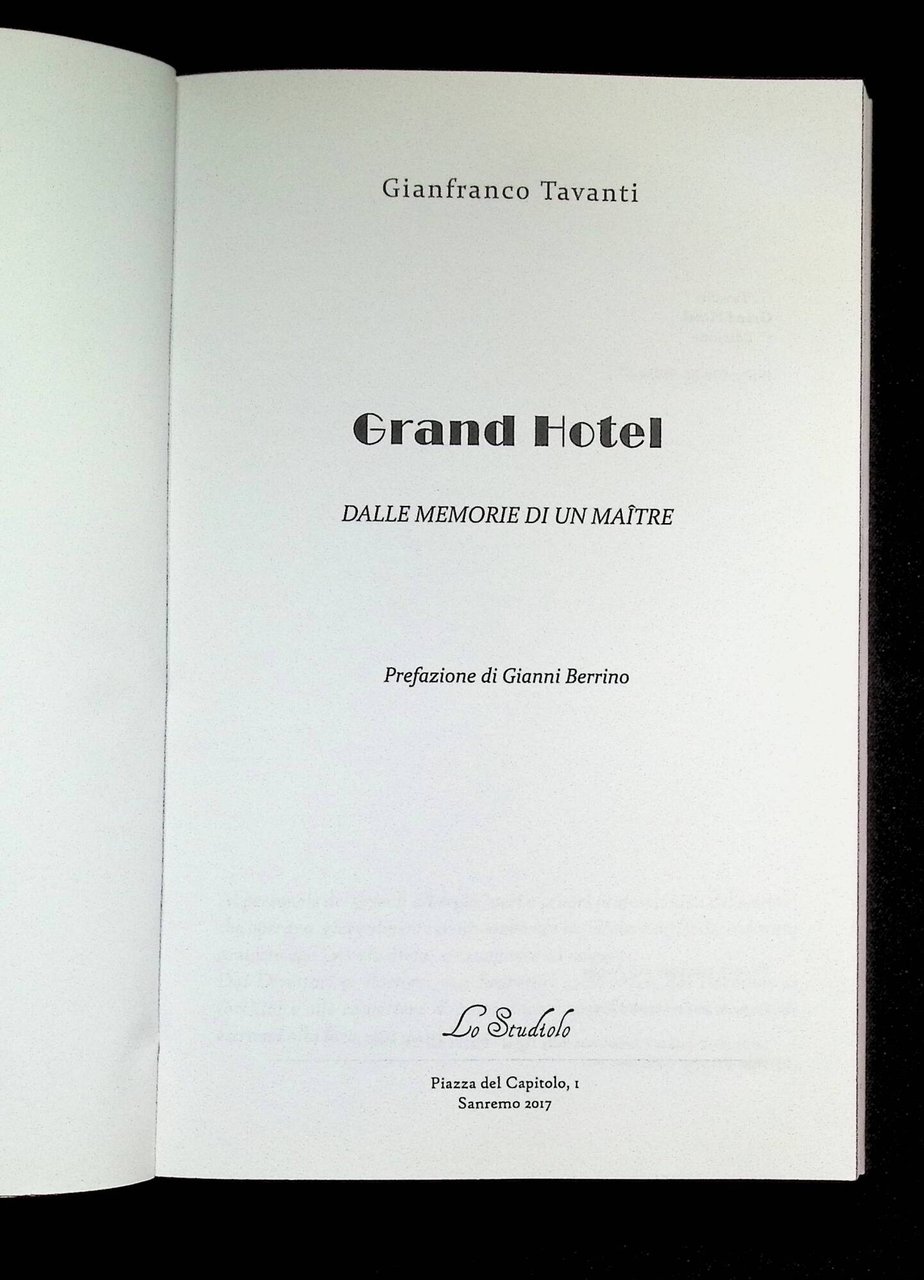 Gianfranco Tavanti
Grand Hotel
DALLE MEMORIE DI UN MAÎTRE
Prefazione di Gianni Berrino
Lo Studiolo
Piazza del Capitolo, 1
Sanremo 2017